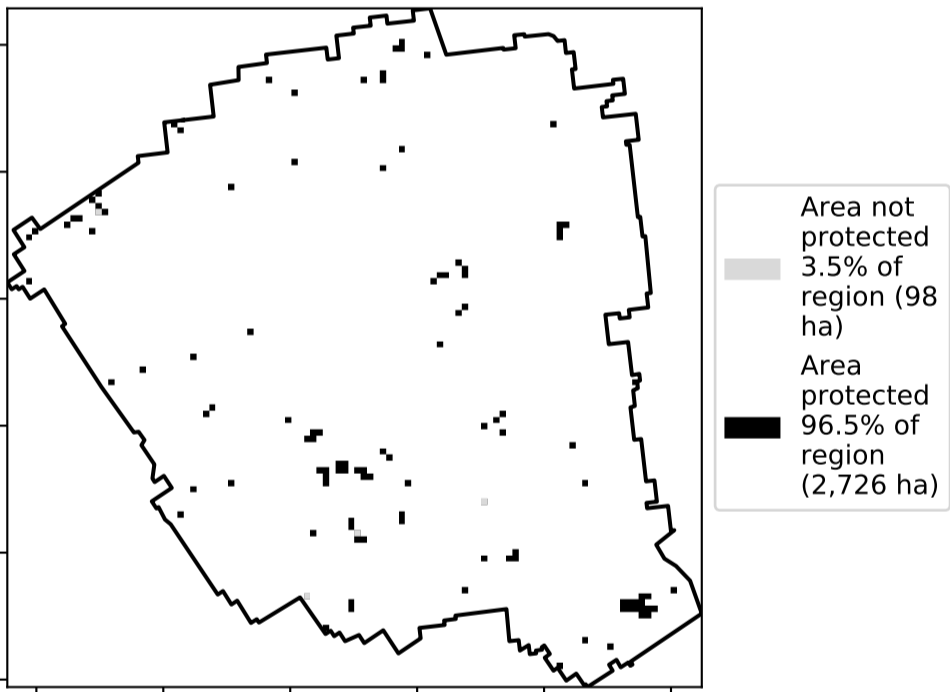 Area not
protected
3.5% of
region (98
ha)
Area
protected
96.5% of
region
(2,726 ha)